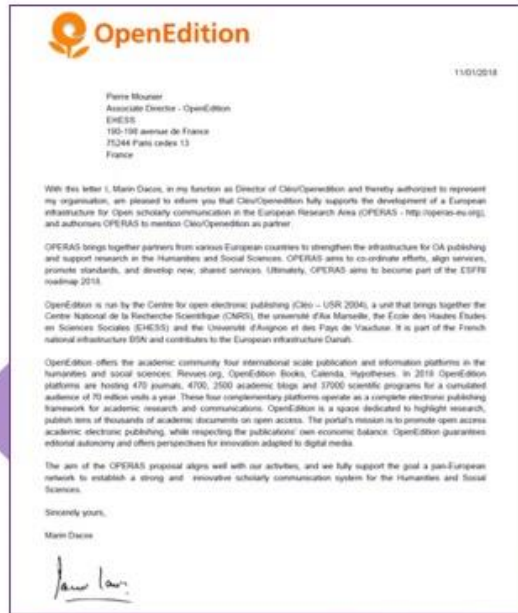 OpenEdition
11/01/2018
Pierre Mounier
Associate Director - OpenEdition
EHESS
190-198 avenue de France
75244 Paris cedex 13
France
With this letter I, Marin Dacos, in my function as Director of Cléo/Openedition and thereby authorized to represent
my organisation, am pleased to inform you that Cléo/Openedition fully supports the development of a European
infrastructure for Open scholarly communication in the European Research Area (OPERAS - http://operas-eu.org),
and authorises OPERAS to mention Cléo/Openedition as partner.
OPERAS brings together partners from various European countries to strengthen the infrastructure for OA publishing
and support research in the Humanities and Social Sciences. OPERAS aims to co-ordinate efforts, align services,
promote standards, and develop new, shared services. Ultimately, OPERAS aims to become part of the ESFRI
roadmap 2018.
OpenEdition is run by the Centre for open electronic publishing (Cléo – USR 2004), a unit that brings together the
Centre National de la Recherche Scientifique (CNRS), the université d'Aix Marseille, the École des Hautes Études
en Sciences Sociales (EHESS) and the Université d'Avignon et des Pays de Vaucluse. It is part of the French
national infrastructure BSN and contributes to the European infrastructure Dariah.
OpenEdition offers the academic community four international scale publication and information platforms in the
humanities and social sciences: Revues.org, OpenEdition Books, Calenda, Hypotheses. In 2018 OpenEdition
platforms are hosting 470 journals, 4700, 2500 academic blogs and 37000 scientific programs for a cumulated
audience of 70 million visits a year. These four complementary platforms operate as a complete electronic publishing
framework for academic research and communications. OpenEdition is a space dedicated to highlight research,
publish tens of thousands of academic documents on open access. The portal's mission is to promote open access
academic electronic publishing, while respecting the publications' own economic balance. OpenEdition guarantees
editorial autonomy and offers perspectives for innovation adapted to digital media.
The aim of the OPERAS proposal aligns well with our activities, and we fully support the goal a pan-European
network to establish a strong and innovative scholarly communication system for the Humanities and Social
Sciences.
Sincerely yours,
Marin Dacos